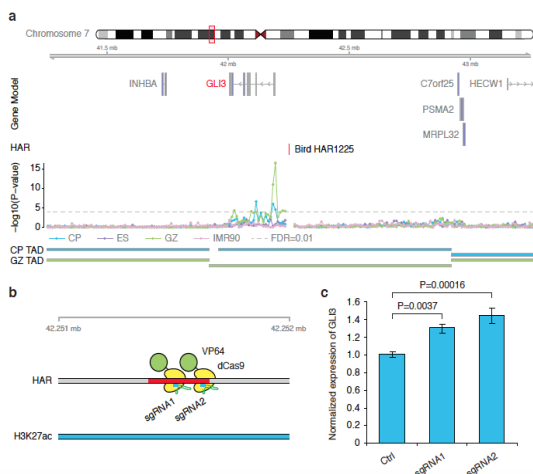 a
Chromosome 7
41.5 mb
42 mb
42.5 mb
43 mb
Gene Model
INHBA
GLI3
C7orf25
HECW1
PSMA2
MRPL32
HAR
Bird HAR1225
−log10(P−value)
15
10
5
0
CP
ES
GZ
IMR90
FDR=0.01
CP TAD
GZ TAD
b
42.251 mb
42.252 mb
VP64
dCas9
HAR
sgRNA1
sgRNA2
H3K27ac
c
P=0.00016
P=0.0037
Normalized expression of GLI3
1.6
1.4
1.2
1.0
0.8
0.6
0.4
0.2
0
Ctrl
sgRNA1
sgRNA2